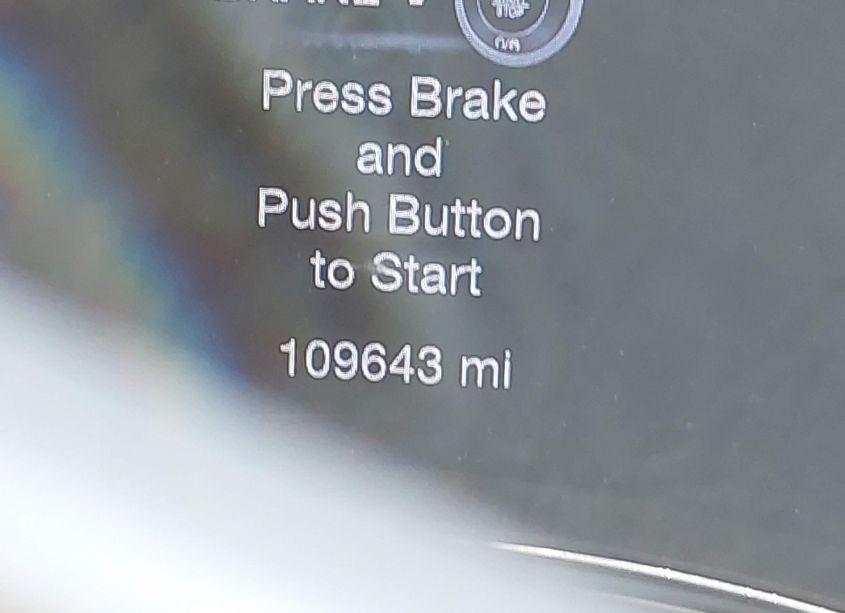 Press Brake
and
Push Button
to Start
109643 mi